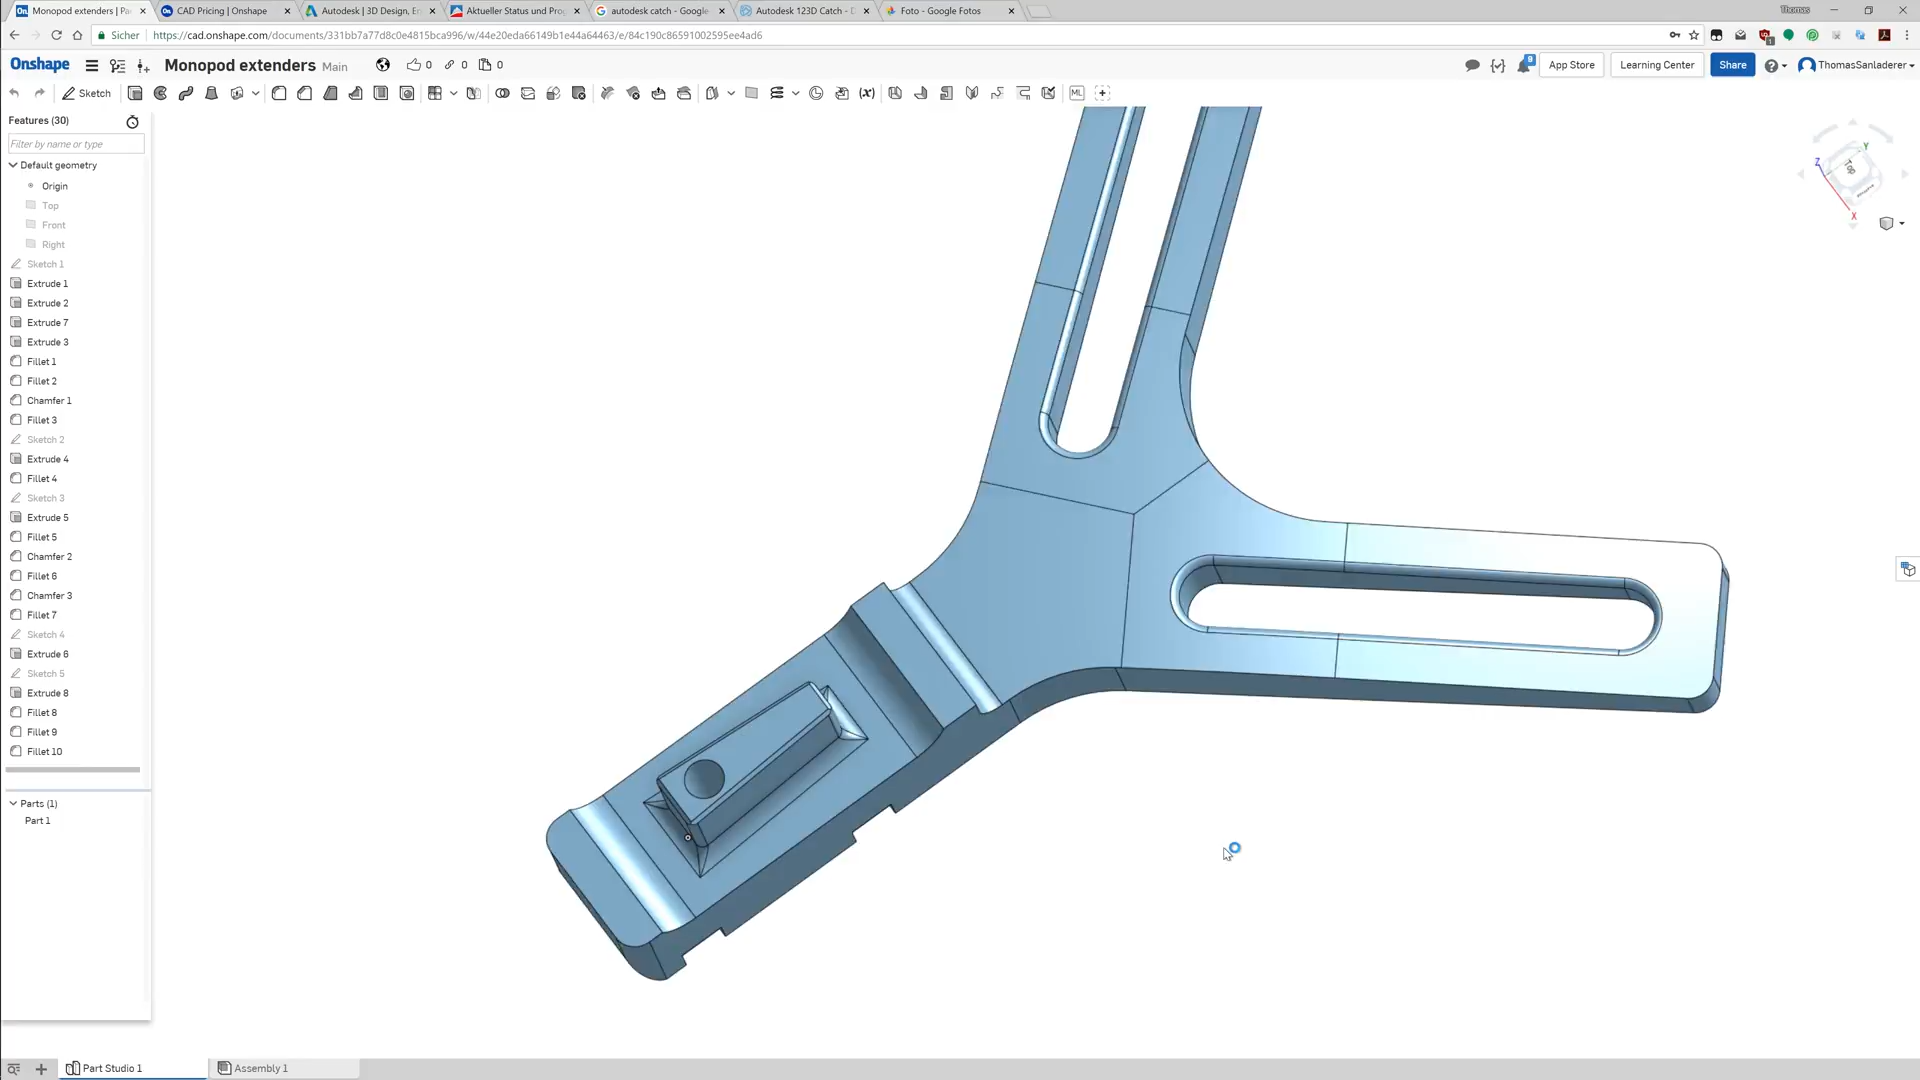 Monopod extenders | Pa
CAD Pricing | Onshape
Autodesk | 3D Design, E
Aktueller Status und Pro
autodesk catch - Google
Autodesk 123D Catch - D
Foto - Google Fotos
Thomas
Sicher
https://cad.onshape.com/documents/331bb7a77d8c0e4815bca996/w/44e20eda66149b1e44a64463/e/84c190c86591002595ee4ad6
Onshape
Monopod extenders Main
0 0 0
9
App Store
Learning Center
Share
ThomasSanladerer
Sketch
(x)
ML
Features (30)
Filter by name or type
Default geometry
Origin
Top
Front
Right
Sketch 1
Extrude 1
Extrude 2
Extrude 7
Extrude 3
Fillet 1
Fillet 2
Chamfer 1
Fillet 3
Sketch 2
Extrude 4
Fillet 4
Sketch 3
Extrude 5
Fillet 5
Chamfer 2
Fillet 6
Chamfer 3
Fillet 7
Sketch 4
Extrude 6
Sketch 5
Extrude 8
Fillet 8
Fillet 9
Fillet 10
Parts (1)
Part 1
Z
Y
Top
X
Part Studio 1
Assembly 1